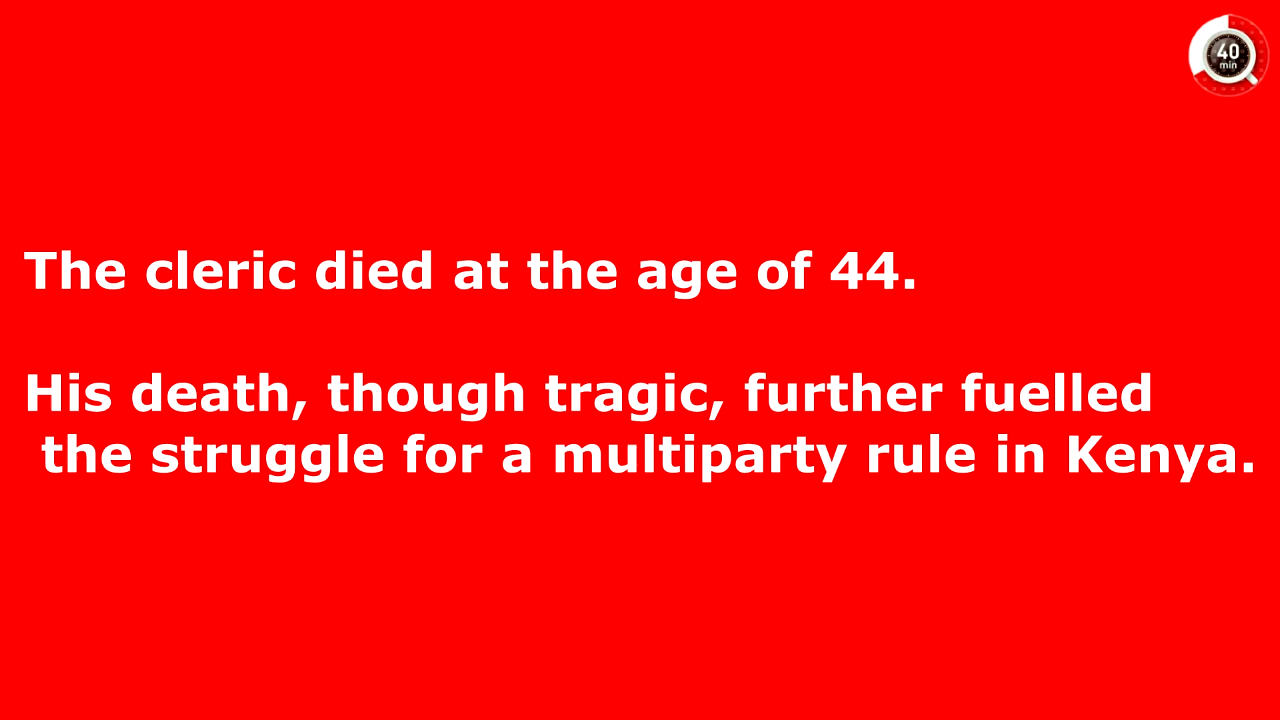 40
min
The cleric died at the age of 44.
His death, though tragic, further fuelled
the struggle for a multiparty rule in Kenya.